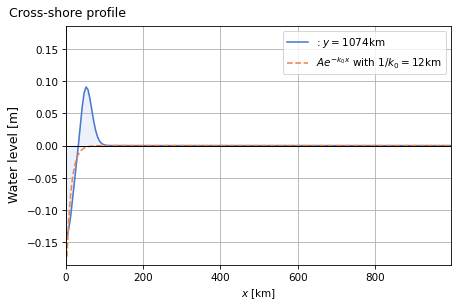 Cross-shore profile
: y = 1074km
Ae^{-k_0x} with 1/k_0 = 12km
Water level [m]
0.15
0.10
0.05
0.00
−0.05
−0.10
−0.15
0 200 400 600 800
x [km]